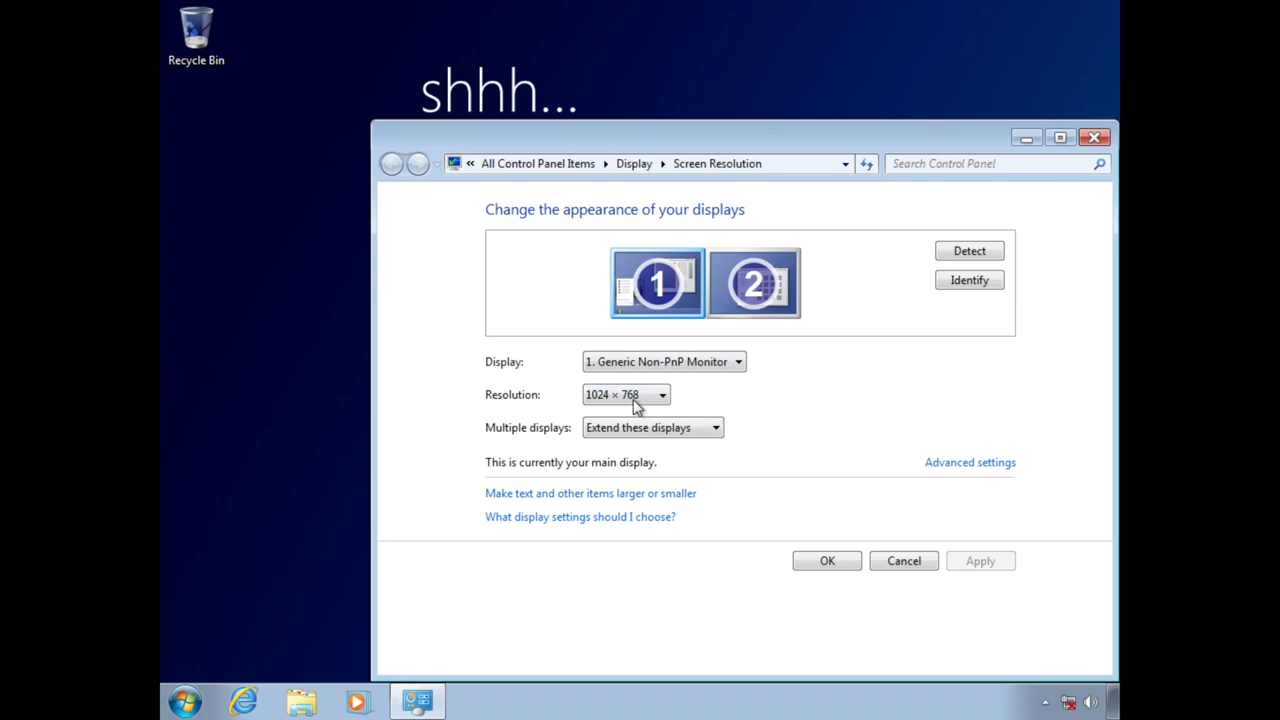 Recycle Bin
shhh...
« All Control Panel Items Display Screen Resolution
Search Control Panel
Change the appearance of your displays
1 2
Detect
Identify
Display: 1. Generic Non-PnP Monitor
Resolution: 1024 × 768
Multiple displays: Extend these displays
This is currently your main display.
Advanced settings
Make text and other items larger or smaller
What display settings should I choose?
OK Cancel Apply